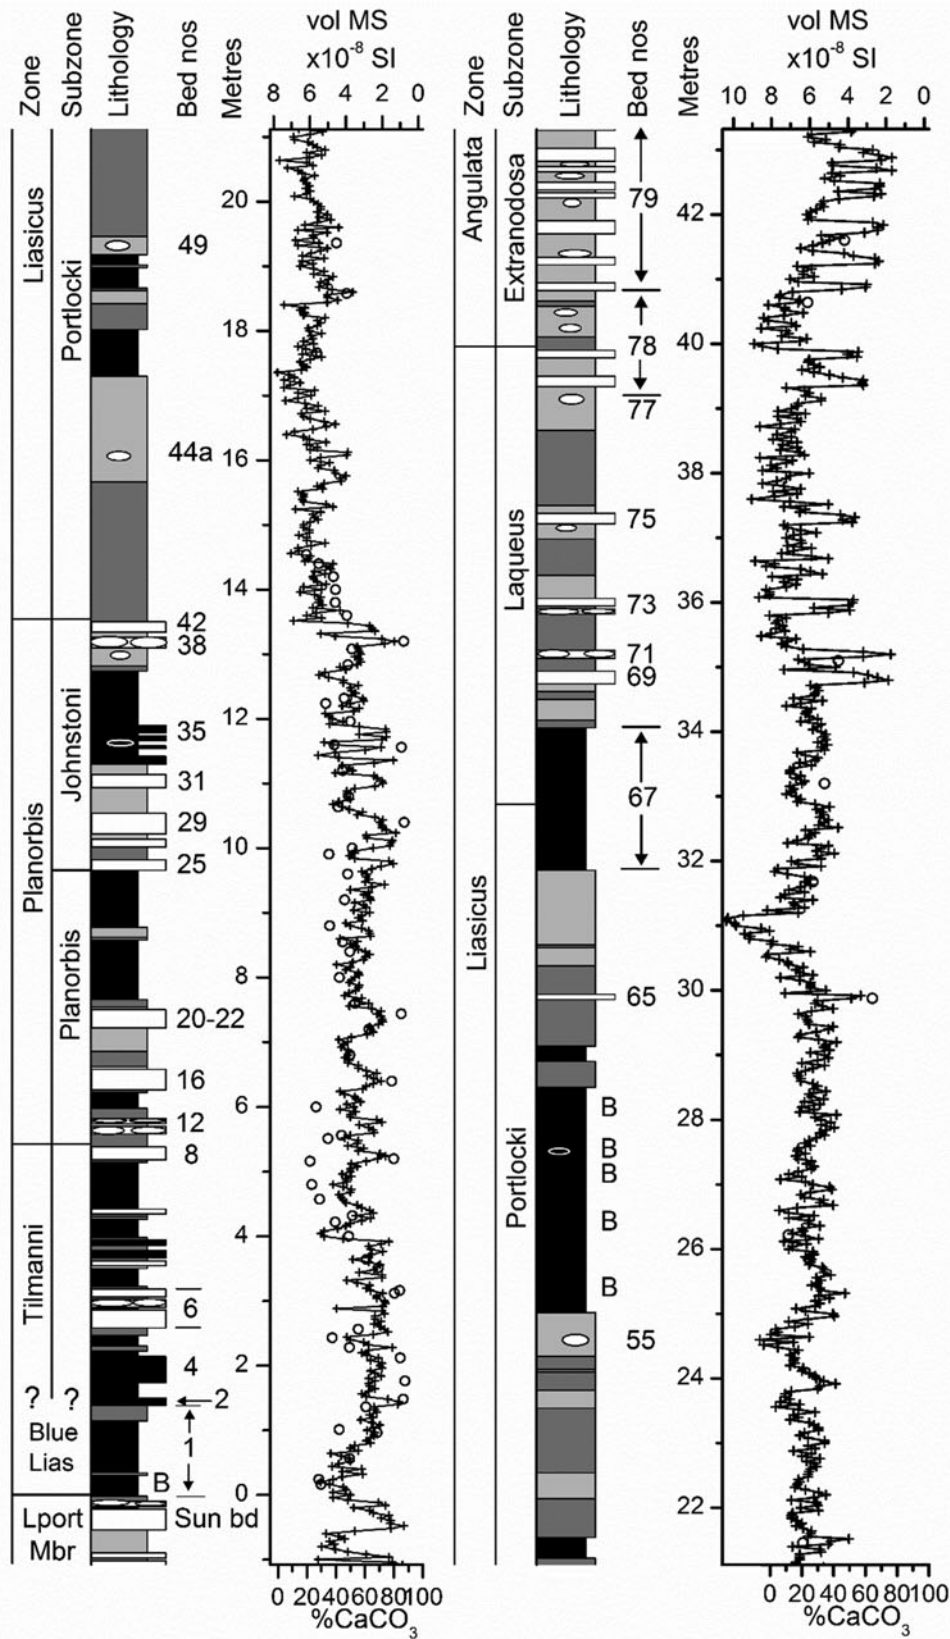 Zone
Subzone
Lithology
Bed nos
Metres
vol MS
x10-8 SI
8 6 4 2 0
Liasicus
Portlocki
Planorbis
Johnstoni
Planorbis
Tilmanni
? ?
Blue
Lias
Lport
Mbr
49
44a
42
38
35
31
29
25
20-22
16
12
8
6
4
2
1
B
Sun bd
20
18
16
14
12
10
8
6
4
2
0
0 20 40 60 80 100
%CaCO3
Zone
Subzone
Lithology
Bed nos
Metres
vol MS
x10-8 SI
10 8 6 4 2 0
Angulata
Extranodosa
Laqueus
Liasicus
Portlocki
79
78
77
75
73
71
69
67
65
B
B
B
B
B
55
42
40
38
36
34
32
30
28
26
24
22
0 20 40 60 80 100
%CaCO3